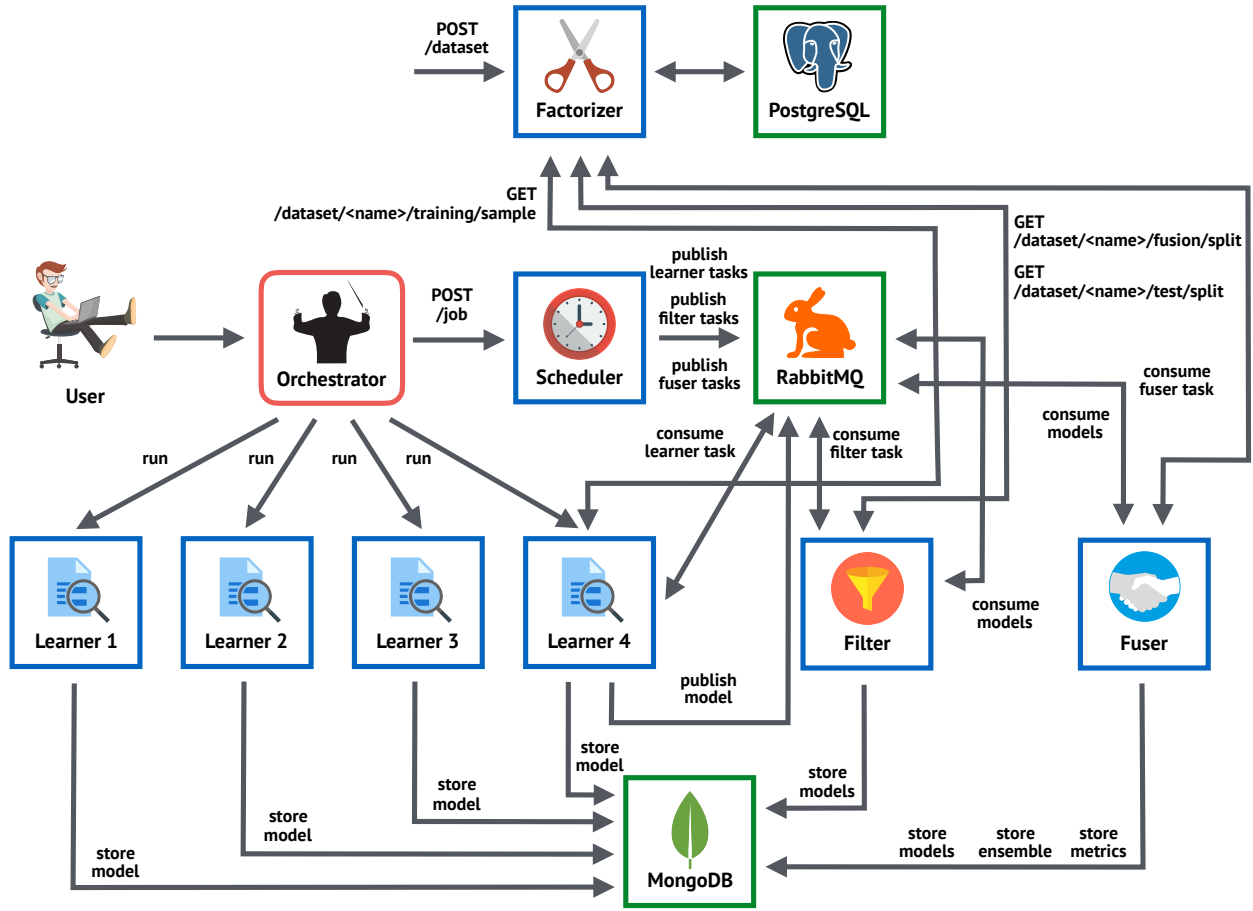 POST
/dataset
Factorizer
PostgreSQL
GET
/dataset/<name>/training/sample
GET
/dataset/<name>/fusion/split
GET
/dataset/<name>/test/split
User
Orchestrator
POST
/job
Scheduler
publish
learner tasks
publish
filter tasks
publish
fuser tasks
RabbitMQ
consume
fuser task
consume
models
run
run
run
run
consume
learner task
consume
filter task
Learner 1
Learner 2
Learner 3
Learner 4
Filter
consume
models
Fuser
publish
model
store
model
store
model
store
model
store
model
store
models
store
models
store
ensemble
store
metrics
MongoDB